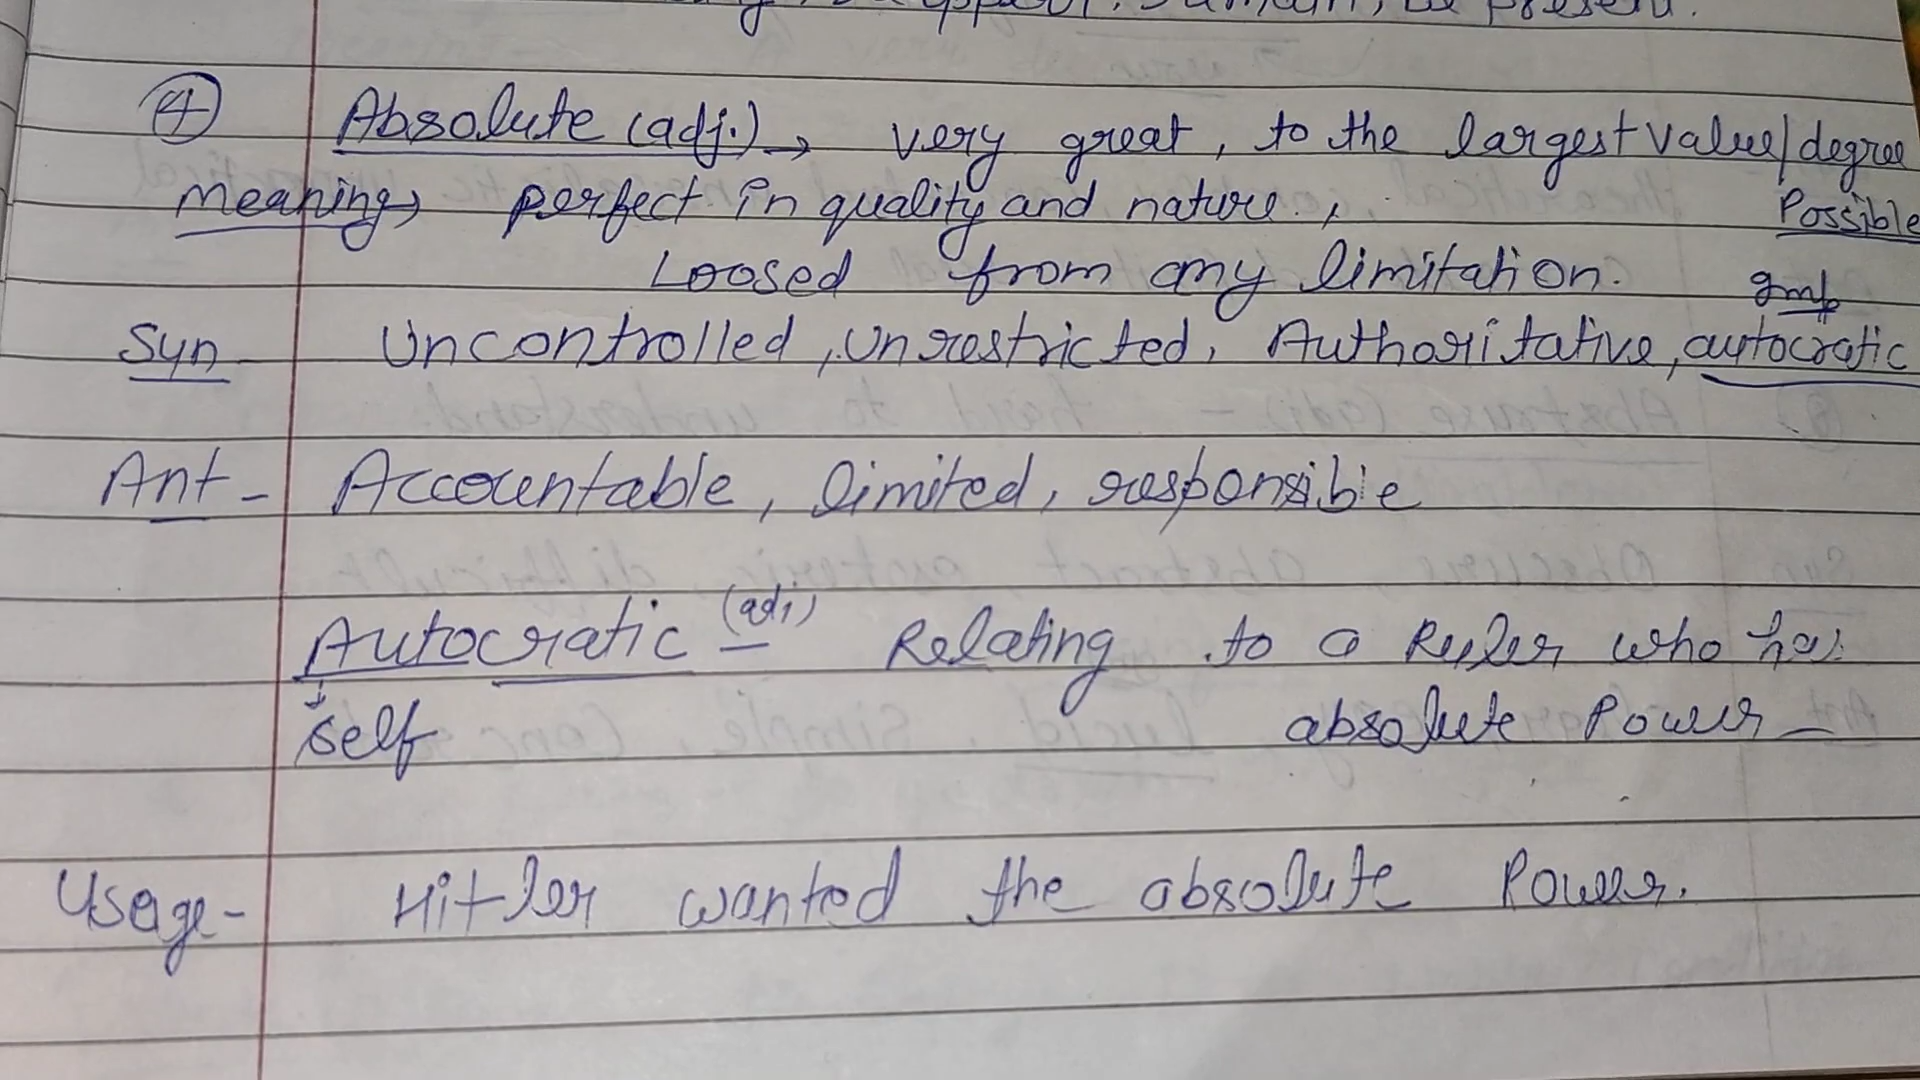 be present.
④ Absolute (adj.) → very great, to the largest value/degree
meaning → perfect in quality and nature., Possible
Loosed from any limitation. Imp
Syn - Uncontrolled, Unrestricted, Authoritative, autocratic
Ant - Accountable, limited, responsible
Autocratic (adj) - Relating to a Ruler who has
↓
self absolute Power -
Usage - Hitler wanted the absolute Power.